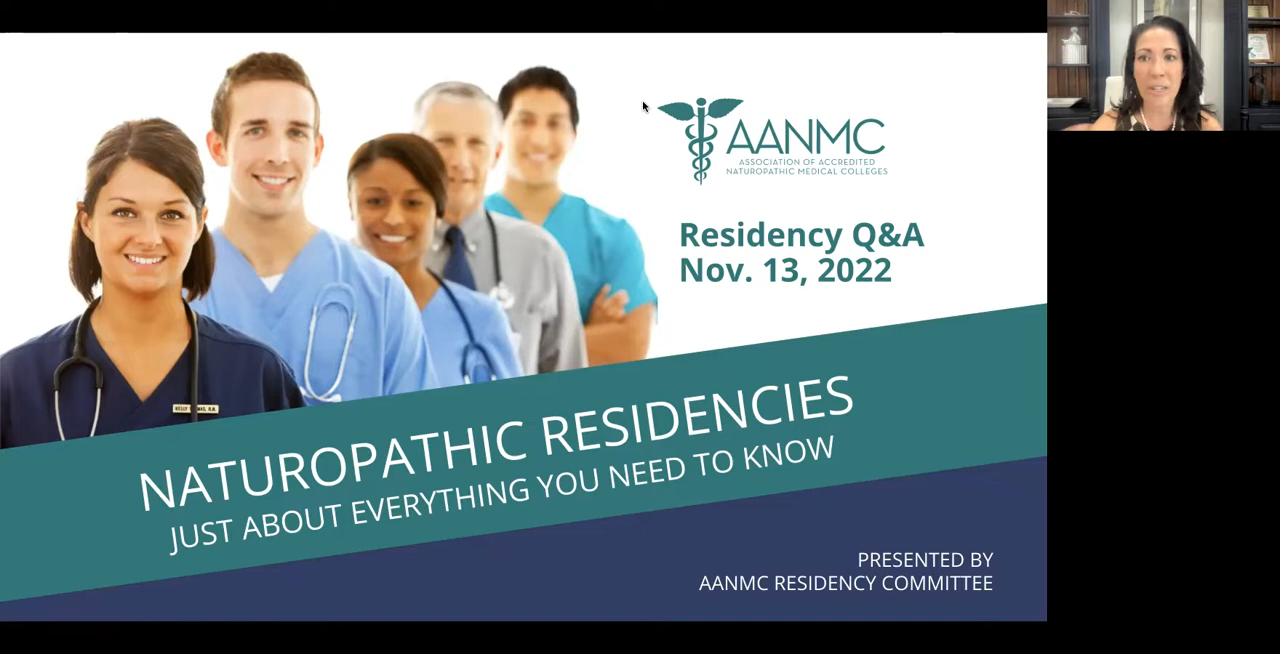 AANMC
ASSOCIATION OF ACCREDITED
NATUROPATHIC MEDICAL COLLEGES
Residency Q&A
Nov. 13, 2022
NATUROPATHIC RESIDENCIES
JUST ABOUT EVERYTHING YOU NEED TO KNOW
PRESENTED BY
AANMC RESIDENCY COMMITTEE